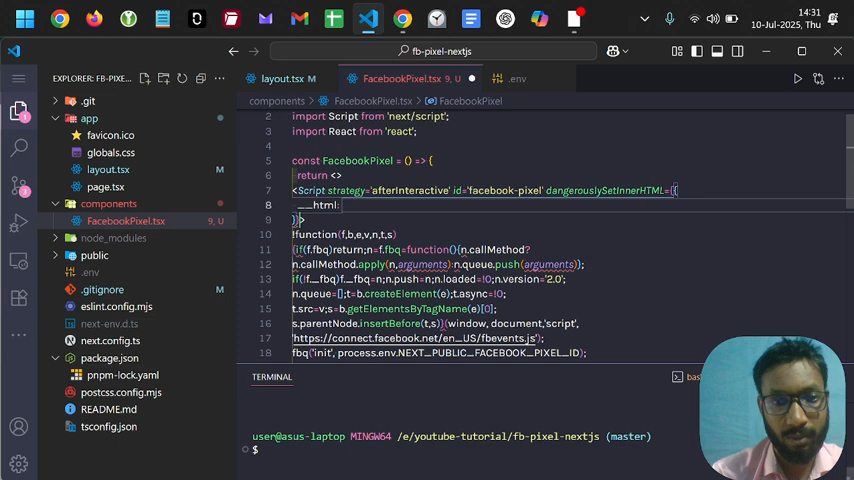 14:31
10-Jul-2025, Thu
fb-pixel-nextjs
EXPLORER: FB-PIX...
layout.tsx M
FacebookPixel.tsx 9, U
.env
components > FacebookPixel.tsx > FacebookPixel
.git
app
favicon.ico
globals.css
layout.tsx M
page.tsx
components
FacebookPixel.tsx 9, U
node_modules
public
.env
.gitignore M
eslint.config.mjs
next-env.d.ts
next.config.ts
package.json
pnpm-lock.yaml
postcss.config.mjs
README.md
tsconfig.json
2 import Script from 'next/script';
3 import React from 'react';
4
5 const FacebookPixel = () => {
6 return <>
7 <Script strategy='afterInteractive' id='facebook-pixel' dangerouslySetInnerHTML={{
8 __html:
9 }}>
10 !function(f,b,e,v,n,t,s)
11 {if(f.fbq)return;n=f.fbq=function(){n.callMethod?
12 n.callMethod.apply(n,arguments):n.queue.push(arguments)};
13 if(!f._fbq)f._fbq=n;n.push=n;n.loaded=!0;n.version='2.0';
14 n.queue=[];t=b.createElement(e);t.async=!0;
15 t.src=v;s=b.getElementsByTagName(e)[0];
16 s.parentNode.insertBefore(t,s)}(window, document,'script',
17 'https://connect.facebook.net/en_US/fbevents.js');
18 fbq('init', process.env.NEXT_PUBLIC_FACEBOOK_PIXEL_ID);
TERMINAL
bas
user@asus-laptop MINGW64 /e/youtube-tutorial/fb-pixel-nextjs (master)
$